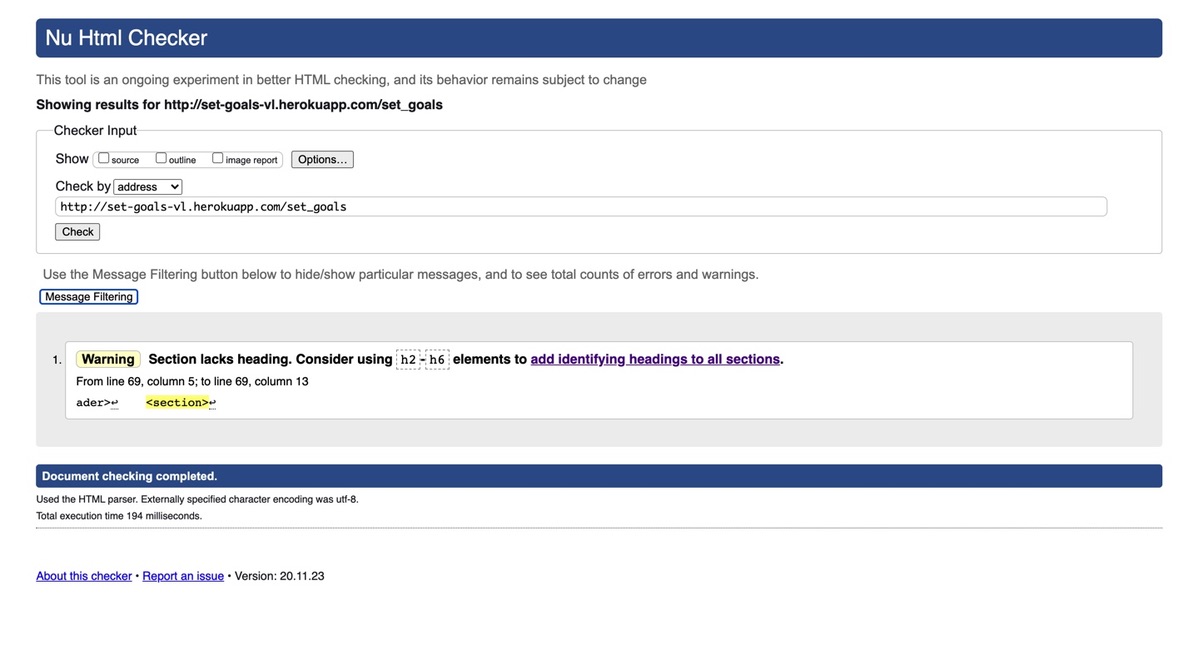 Nu Html Checker
This tool is an ongoing experiment in better HTML checking, and its behavior remains subject to change
Showing results for http://set-goals-vl.herokuapp.com/set_goals
Checker Input
Show source outline image report Options...
Check by address
http://set-goals-vl.herokuapp.com/set_goals
Check
Use the Message Filtering button below to hide/show particular messages, and to see total counts of errors and warnings.
Message Filtering
1. Warning Section lacks heading. Consider using h2-h6 elements to add identifying headings to all sections.
From line 69, column 5; to line 69, column 13
ader>↩ <section>↩
Document checking completed.
Used the HTML parser. Externally specified character encoding was utf-8.
Total execution time 194 milliseconds.
About this checker • Report an issue • Version: 20.11.23